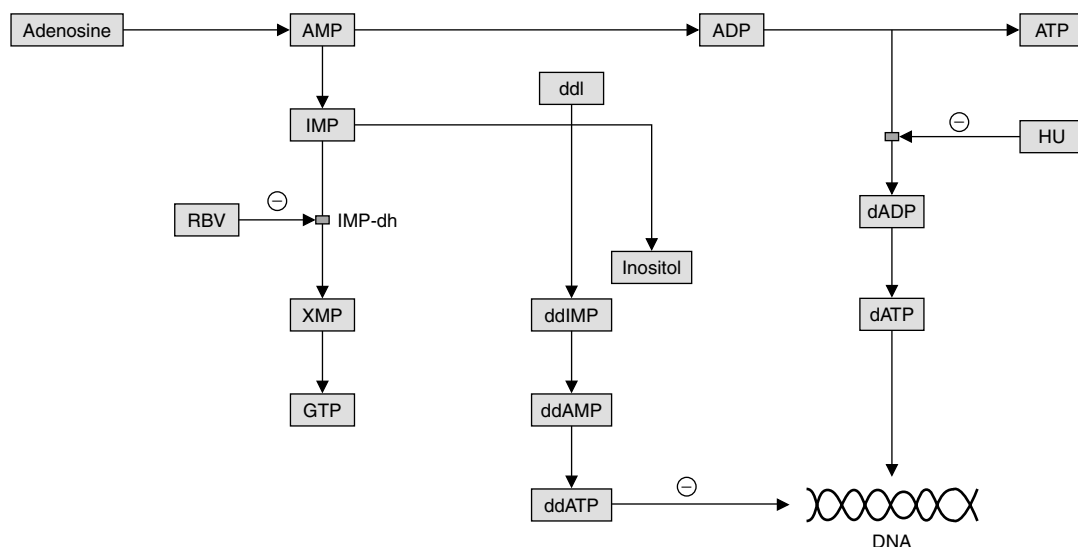 Adenosine
AMP
ADP
ATP
ddI
IMP
HU
RBV
IMP-dh
dADP
Inositol
XMP
ddIMP
dATP
GTP
ddAMP
ddATP
DNA